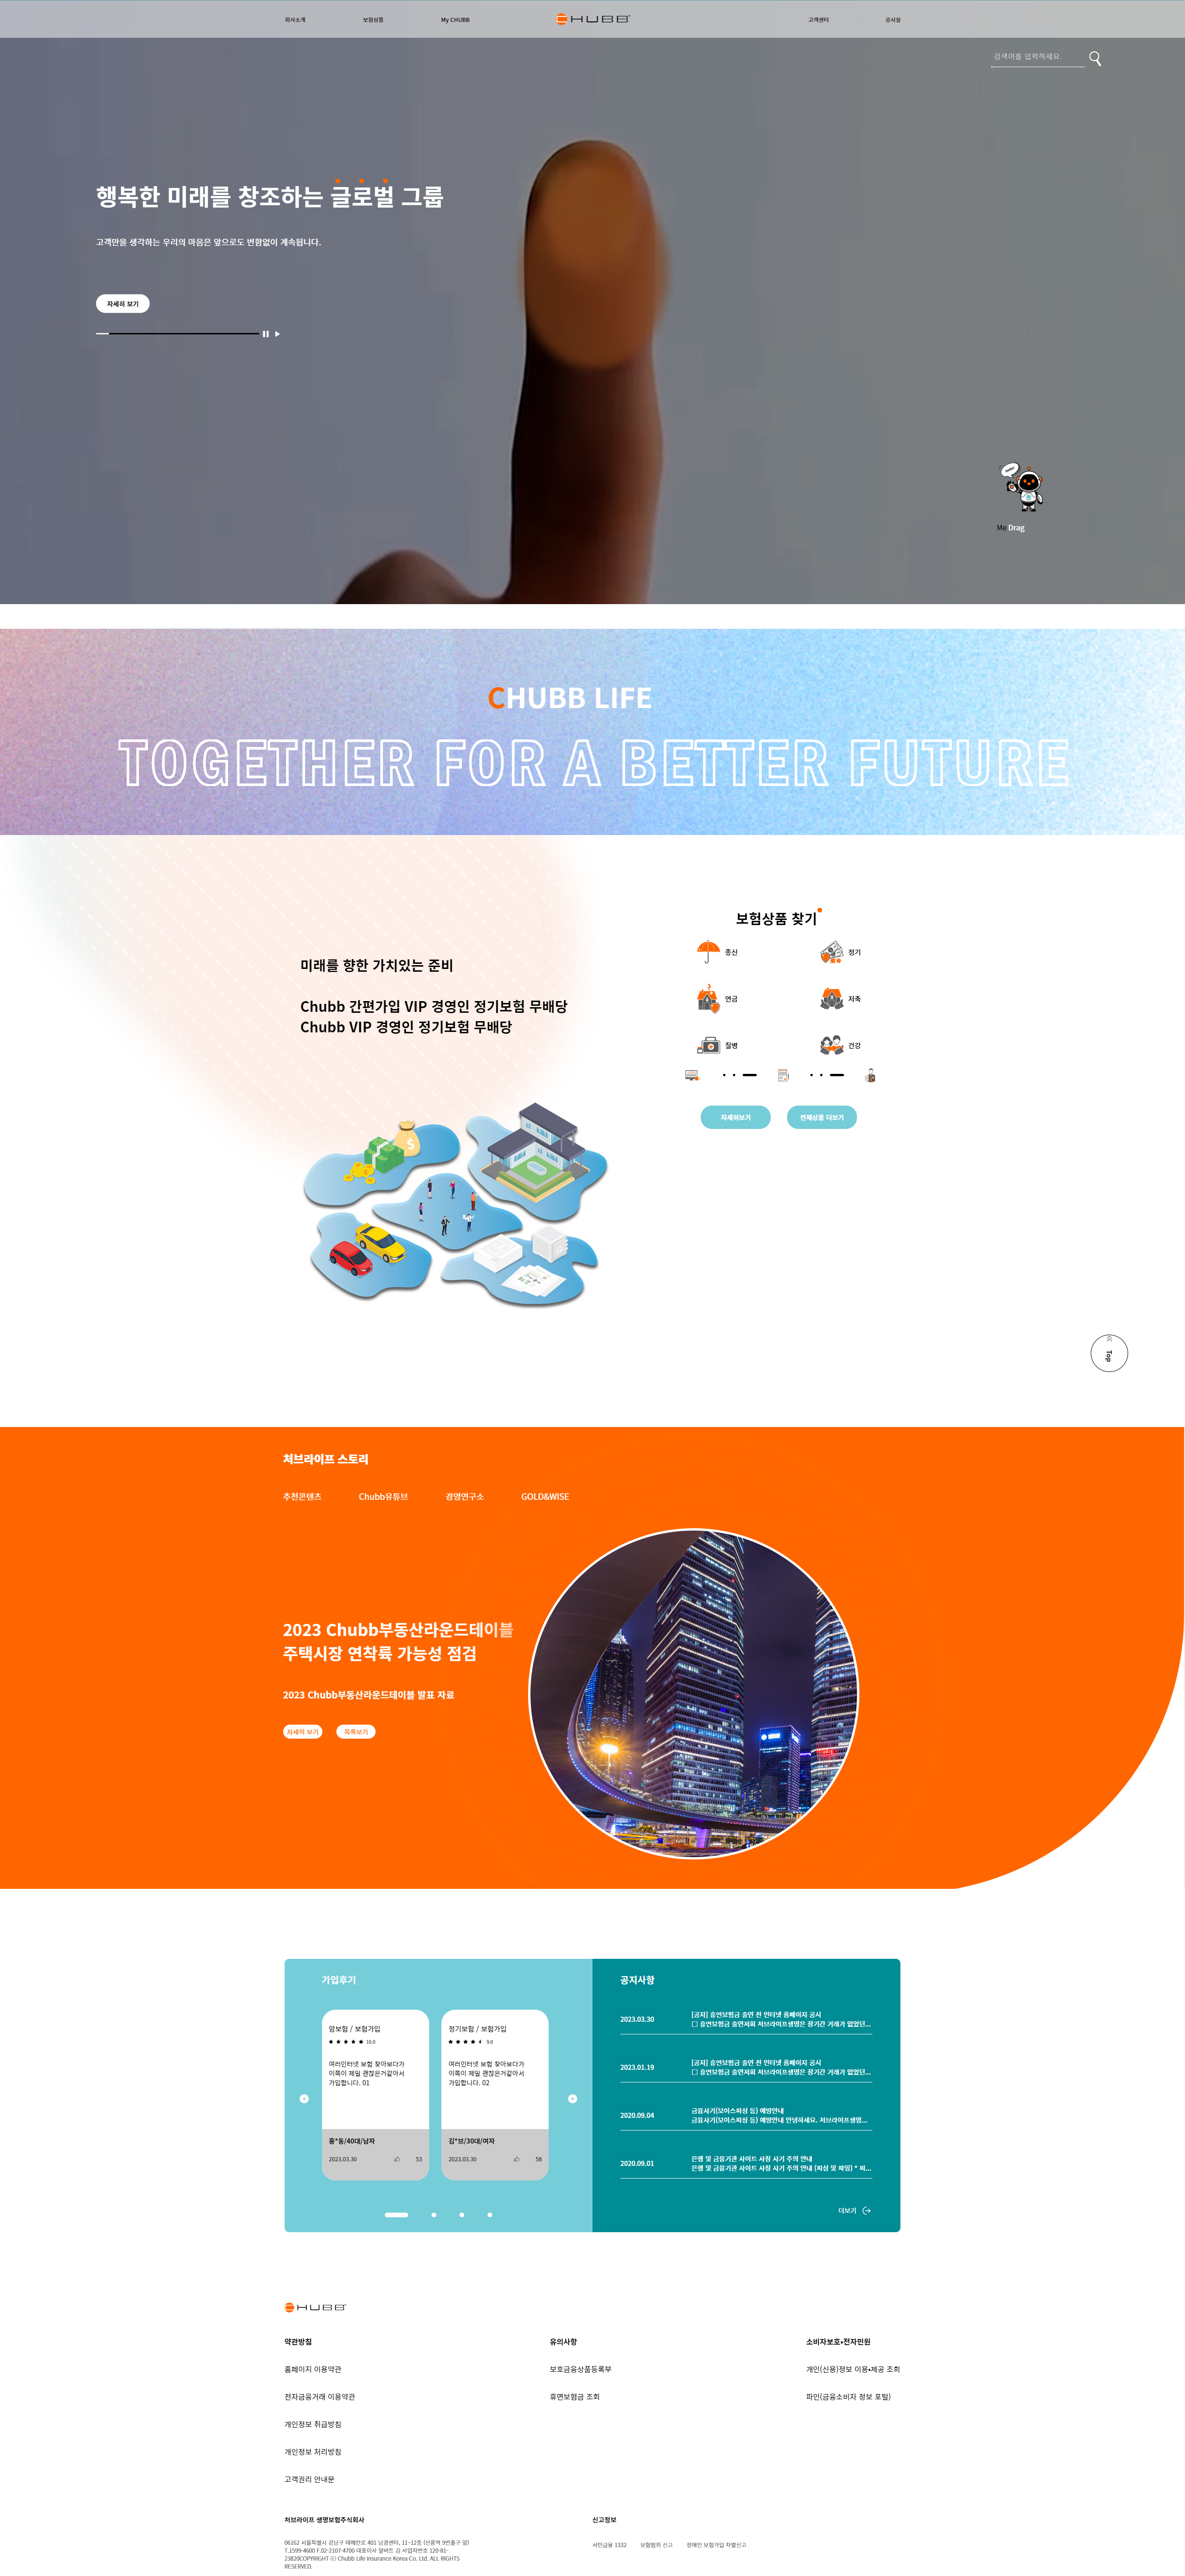 회사소개
보험상품
My CHUBB
CHUBB
고객센터
공시실
검색어를 입력하세요.
행복한 미래를 창조하는 글로벌 그룹
고객만을 생각하는 우리의 마음은 앞으로도 변함없이 계속됩니다.
자세히 보기
Me Drag
CHUBB LIFE
TOGETHER FOR A BETTER FUTURE
보험상품 찾기
종신
정기
연금
저축
질병
건강
자세히보기
전체상품 더보기
미래를 향한 가치있는 준비
Chubb 간편가입 VIP 경영인 정기보험 무배당
Chubb VIP 경영인 정기보험 무배당
Top
처브라이프 스토리
추천콘텐츠
Chubb유튜브
경영연구소
GOLD&WISE
2023 Chubb부동산라운드테이블
주택시장 연착륙 가능성 점검
2023 Chubb부동산라운드테이블 발표 자료
자세히 보기
목록보기
가입후기
암보험 / 보험가입
★ ★ ★ ★ ★ 10.0
여러인터넷 보험 찾아보다가
이쪽이 제일 괜찮은거같아서
가입합니다. 01
홍*동/40대/남자
2023.03.30
53
정기보험 / 보험가입
9.0
여러인터넷 보험 찾아보다가
이쪽이 제일 괜찮은거같아서
가입합니다. 02
김*브/30대/여자
2023.03.30
58
공지사항
2023.03.30
[공지] 휴면보험금 출연 전 인터넷 홈페이지 공시
□ 휴면보험금 출연저희 처브라이프생명은 장기간 거래가 없었던...
2023.01.19
[공지] 휴면보험금 출연 전 인터넷 홈페이지 공시
□ 휴면보험금 출연저희 처브라이프생명은 장기간 거래가 없었던...
2020.09.04
금융사기(보이스피싱 등) 예방안내
금융사기(보이스피싱 등) 예방안내 안녕하세요. 처브라이프생명...
2020.09.01
은행 및 금융기관 사이트 사칭 사기 주의 안내
은행 및 금융기관 사이트 사칭 사기 주의 안내 (피싱 및 파밍) * 피...
더보기
CHUBB
약관방침
홈페이지 이용약관
전자금융거래 이용약관
개인정보 취급방침
개인정보 처리방침
고객권리 안내문
유의사항
보호금융상품등록부
휴면보험금 조회
소비자보호•전자민원
개인(신용)정보 이용•제공 조회
파인(금융소비자 정보 포털)
처브라이프 생명보험주식회사
06162 서울특별시 강남구 테헤란로 401 남경센터, 11~12층 (선릉역 9번출구 앞)
T.1599-4600 F.02-2107-4700 대표이사 알버트 김 사업자번호 120-81-
23820COPYRIGHT ⓒ Chubb Life Insurance Korea Co. Ltd. ALL RIGHTS
RESERVED.
신고정보
서민금융 1332
보험범죄 신고
장애인 보험가입 차별신고